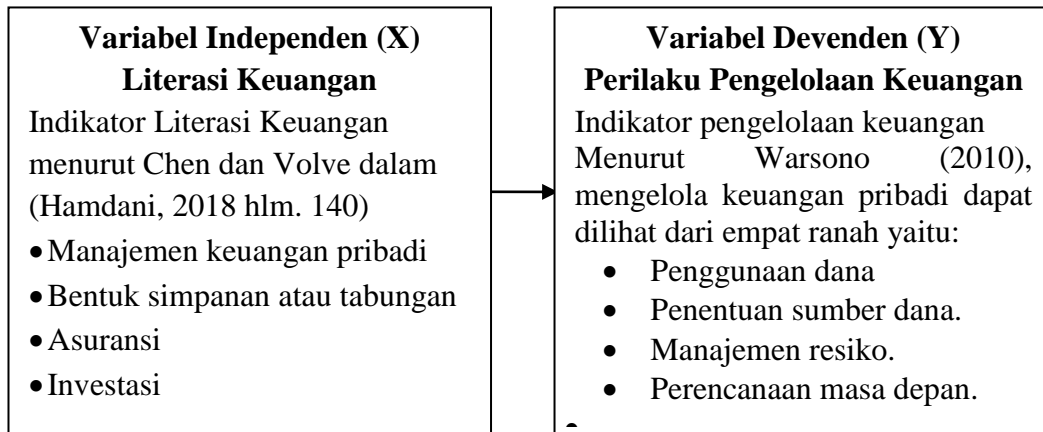 Variabel Independen (X)
Literasi Keuangan
Indikator Literasi Keuangan
menurut Chen dan Volve dalam
(Hamdani, 2018 hlm. 140)
• Manajemen keuangan pribadi
• Bentuk simpanan atau tabungan
• Asuransi
• Investasi
Variabel Devenden (Y)
Perilaku Pengelolaan Keuangan
Indikator pengelolaan keuangan
Menurut Warsono (2010),
mengelola keuangan pribadi dapat
dilihat dari empat ranah yaitu:
• Penggunaan dana
• Penentuan sumber dana.
• Manajemen resiko.
• Perencanaan masa depan.
•